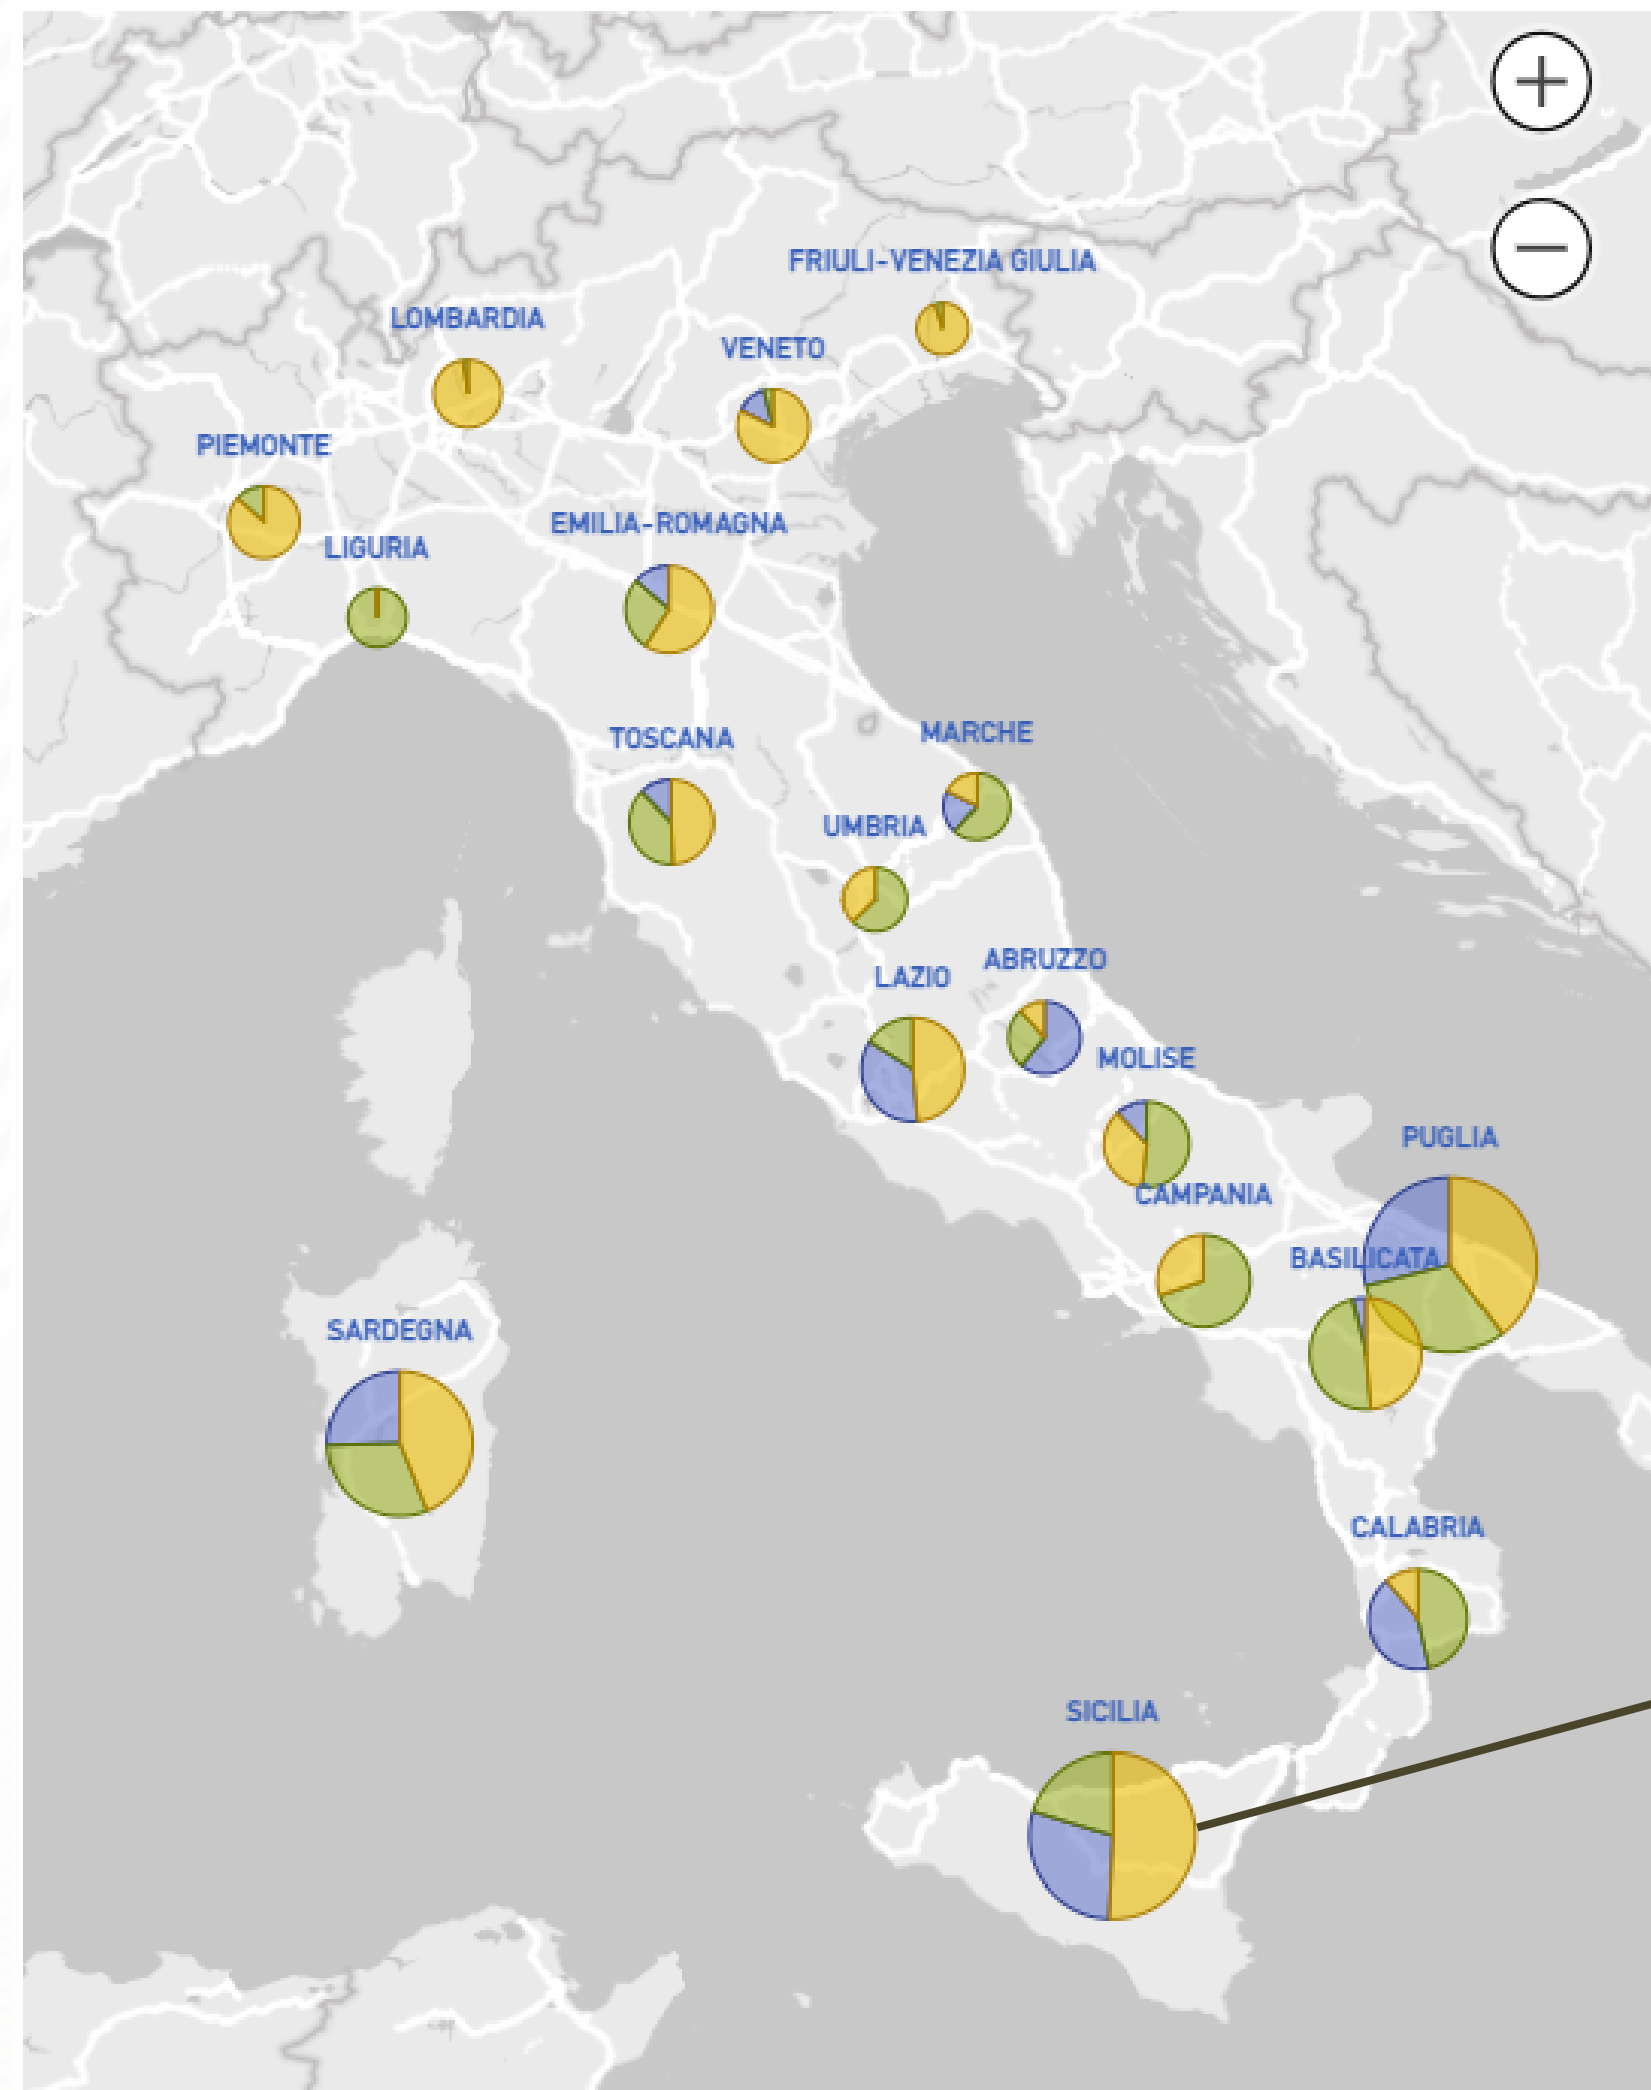 FRIULI-VENEZIA GIULIA
LOMBARDIA
VENETO
PIEMONTE
EMILIA-ROMAGNA
LIGURIA
TOSCANA
MARCHE
UMBRIA
ABRUZZO
LAZIO
MOLISE
PUGLIA
CAMPANIA
BASILICATA
SARDEGNA
CALABRIA
SICILIA